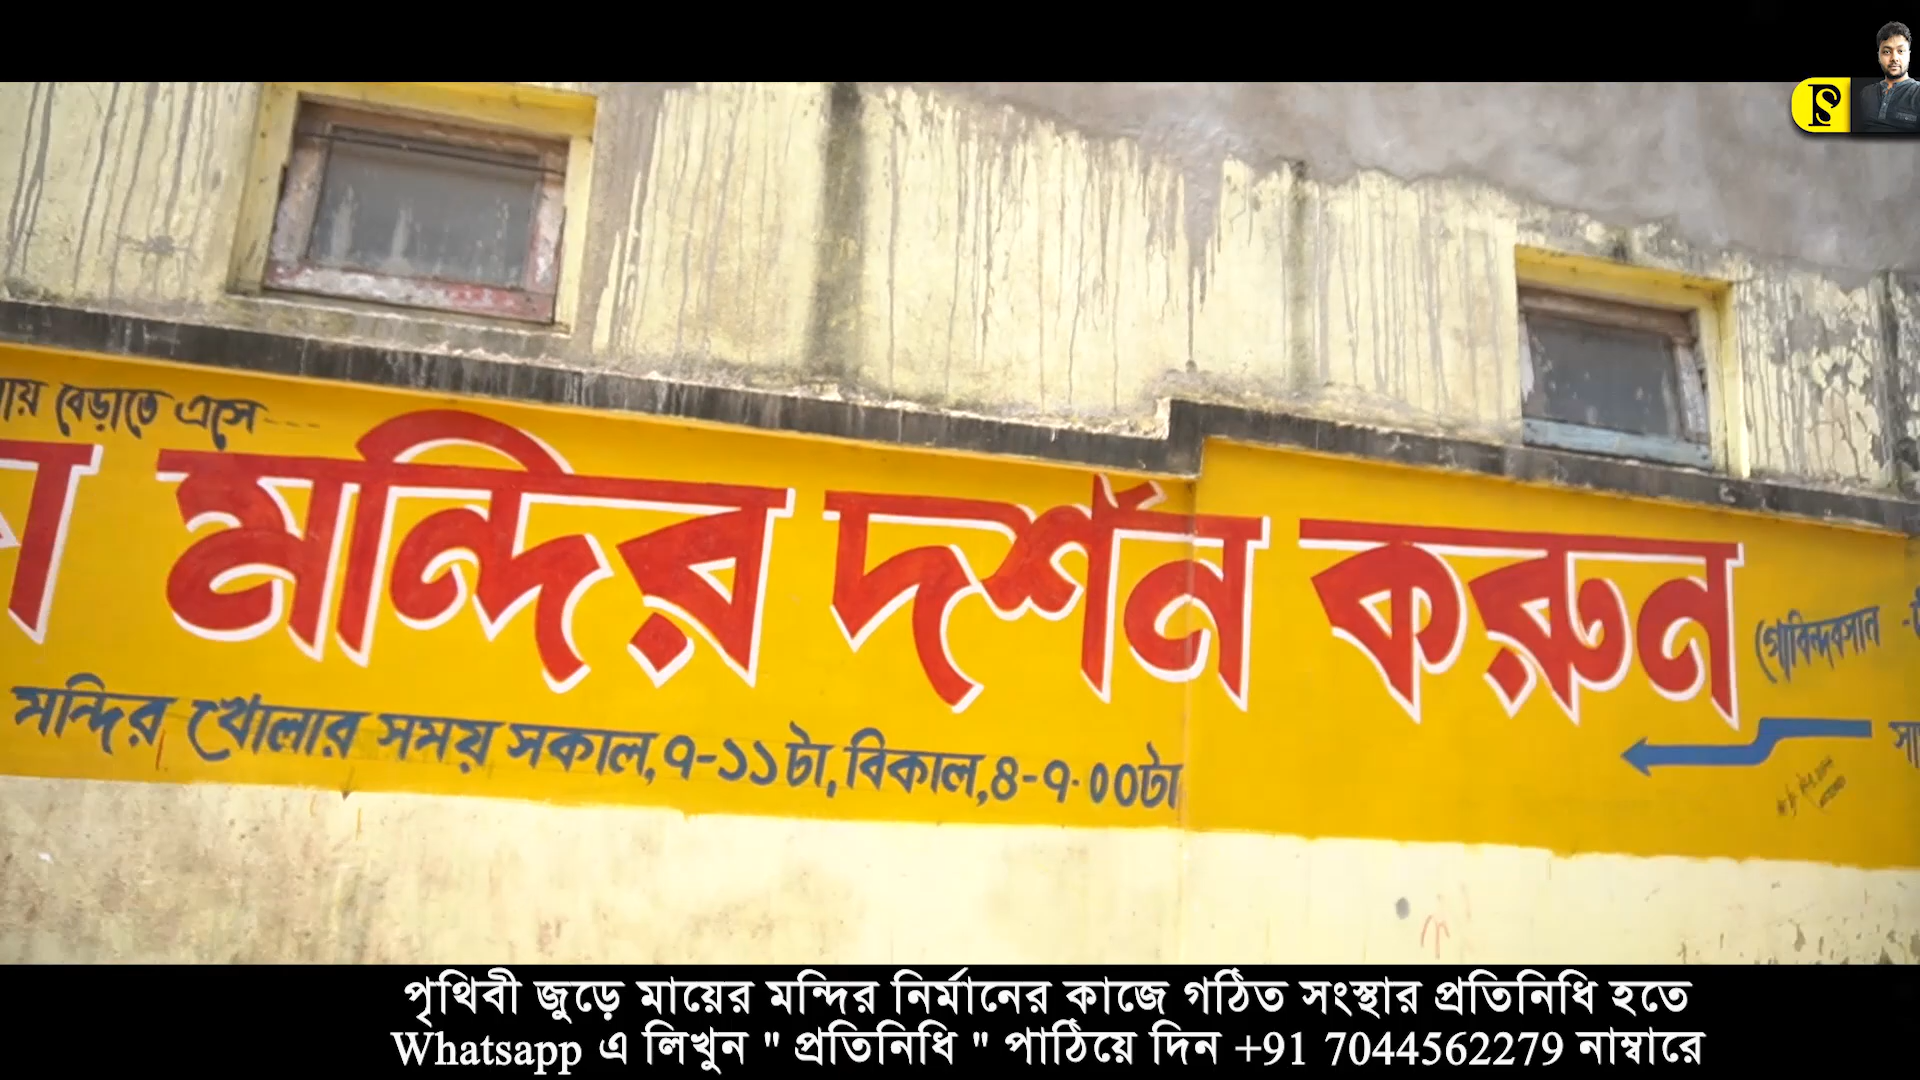 বেড়াতে এসে---
মন্দির দর্শন করুন
(গোবিন্দবসান
মন্দির খোলার সময় সকাল,৭-১১টা, বিকাল,৪-৭·০০টা
পৃথিবী জুড়ে মায়ের মন্দির নির্মানের কাজে গঠিত সংস্থার প্রতিনিধি হতে
Whatsapp এ লিখুন " প্রতিনিধি " পাঠিয়ে দিন +91 7044562279 নাম্বারে